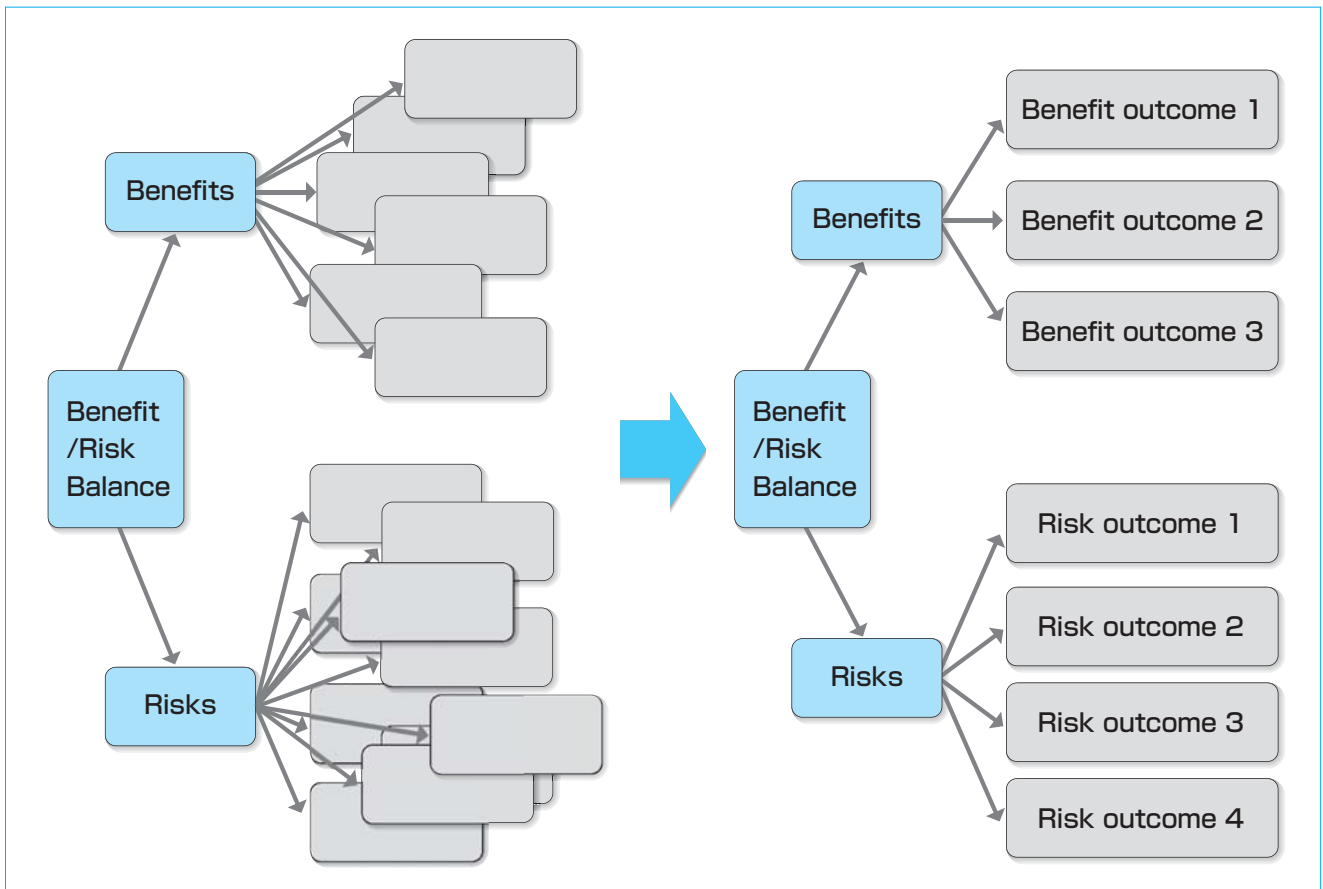 Benefits
Benefit
/Risk
Balance
Risks
Benefits
Benefit
/Risk
Balance
Risks
Benefit outcome 1
Benefit outcome 2
Benefit outcome 3
Risk outcome 1
Risk outcome 2
Risk outcome 3
Risk outcome 4